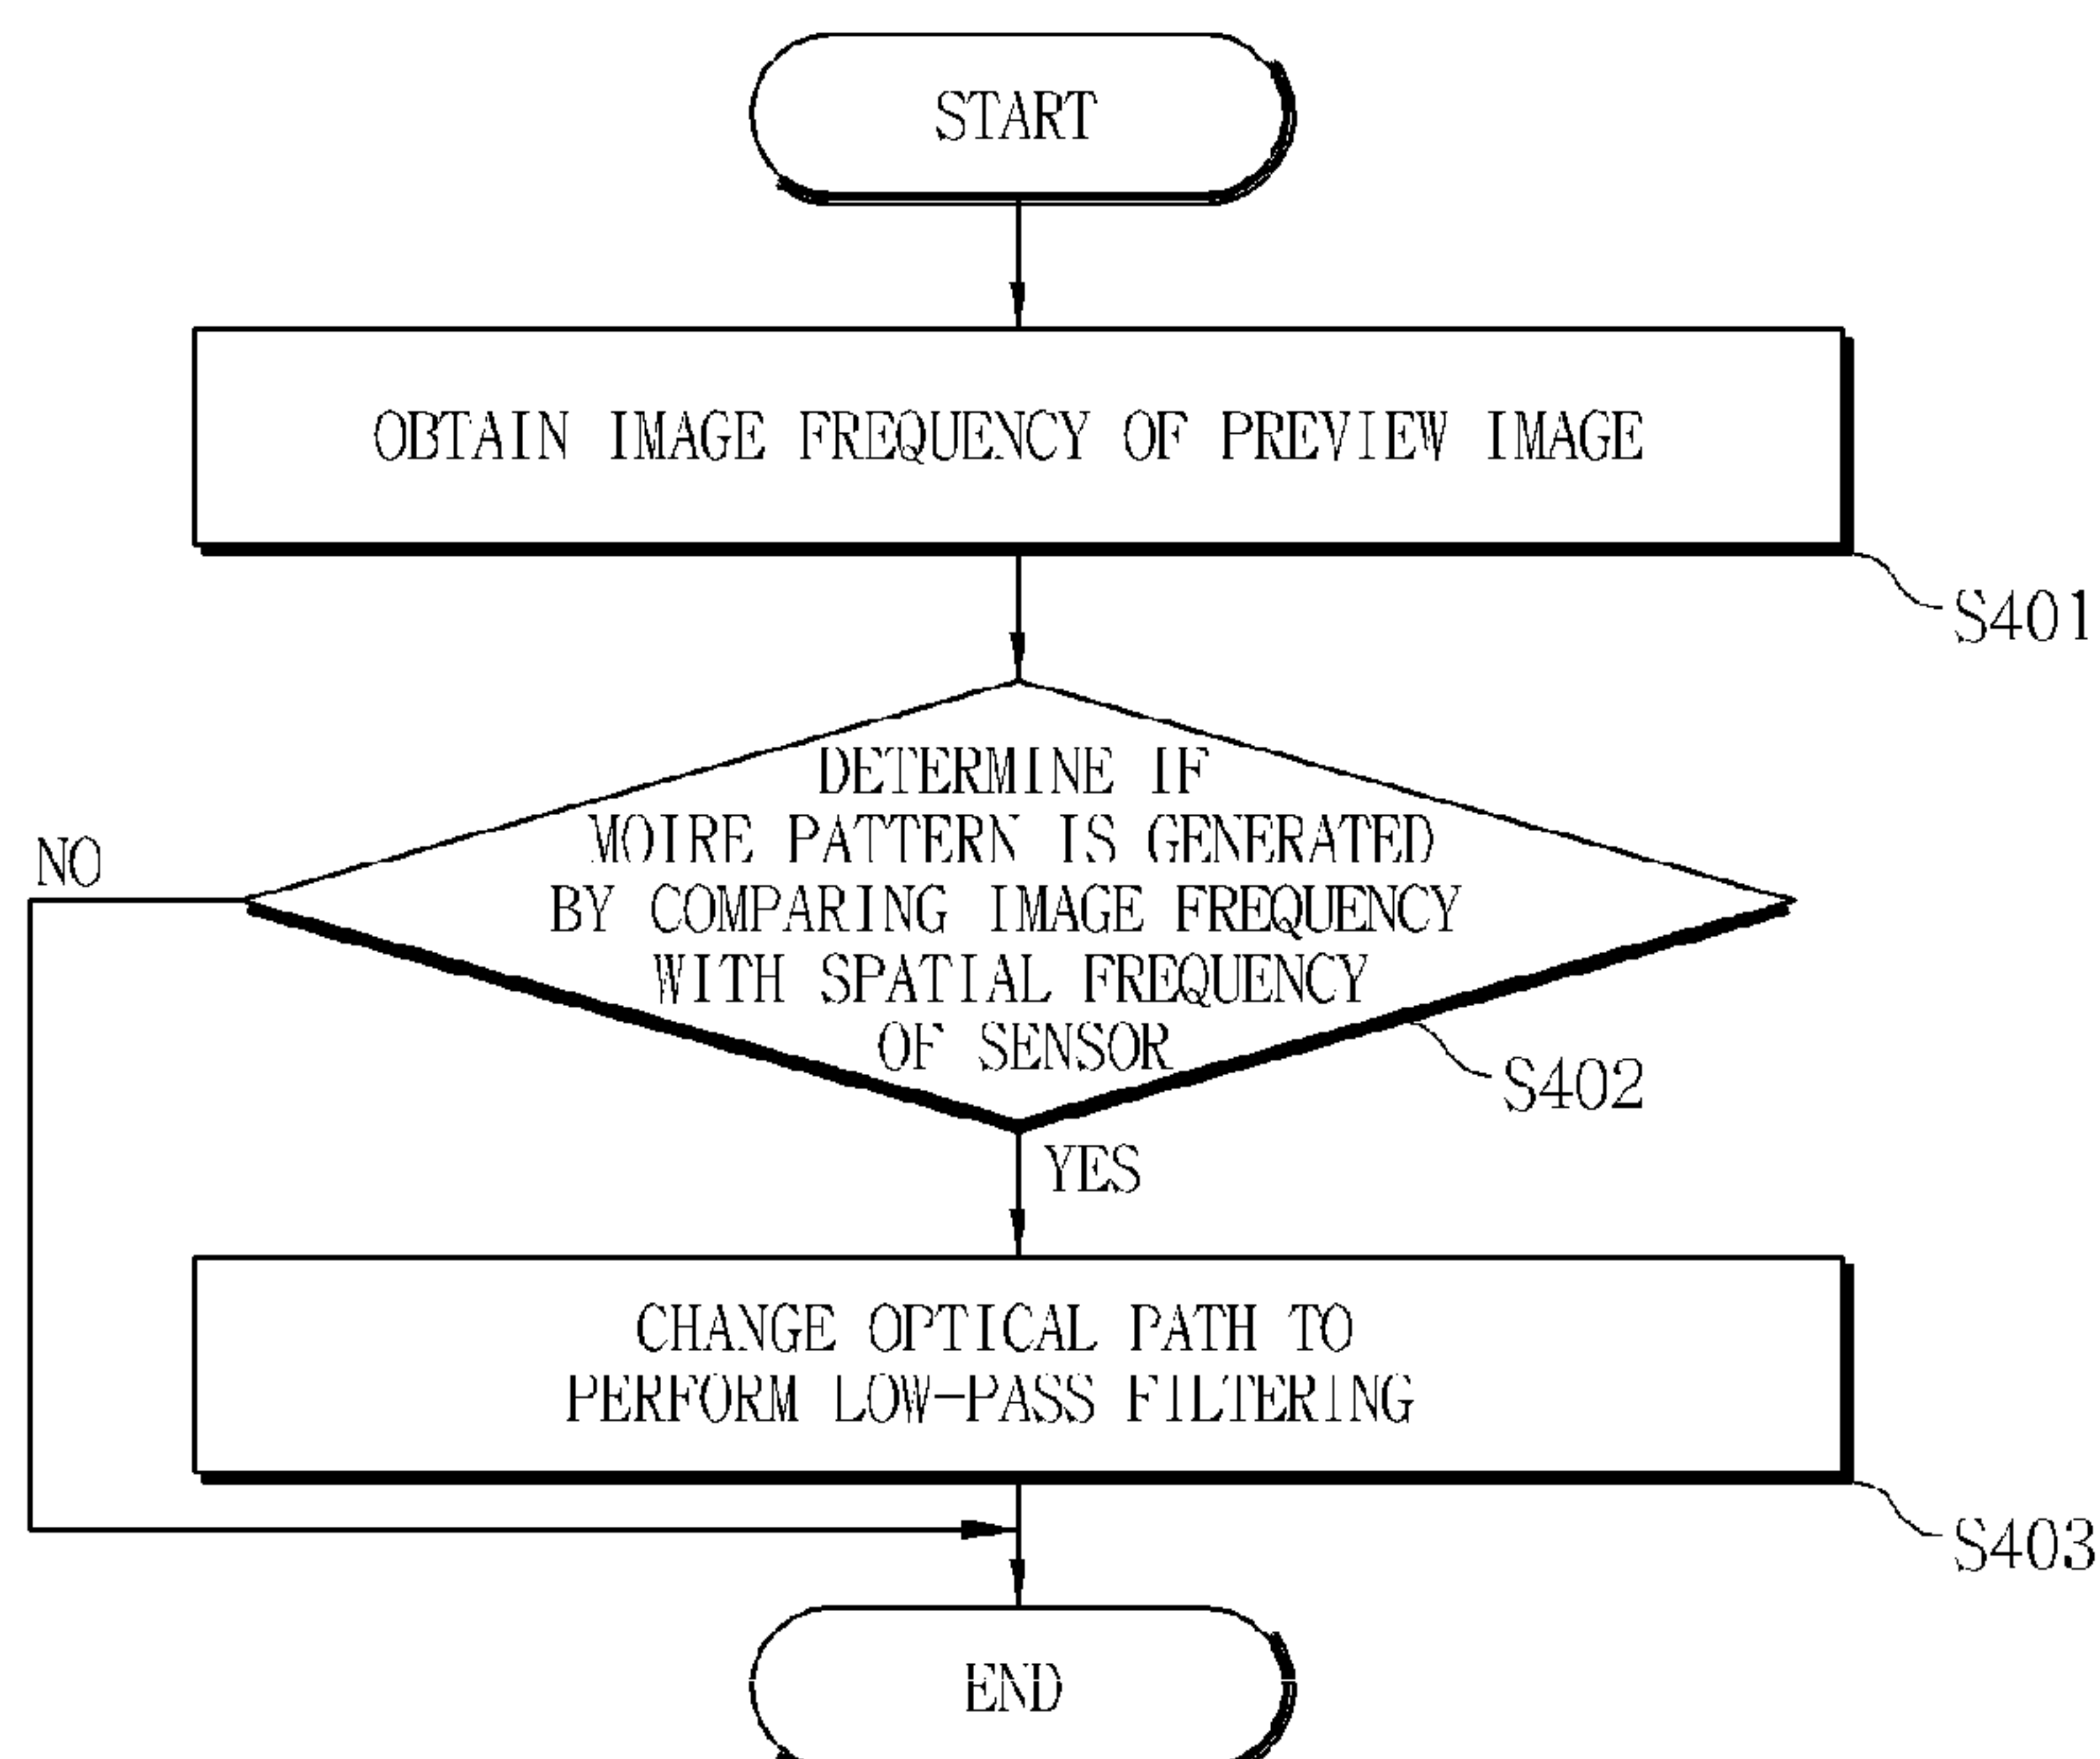 START
OBTAIN IMAGE FREQUENCY OF PREVIEW IMAGE
S401
DETERMINE IF
MOIRE PATTERN IS GENERATED
BY COMPARING IMAGE FREQUENCY
WITH SPATIAL FREQUENCY
OF SENSOR
NO
S402
YES
CHANGE OPTICAL PATH TO
PERFORM LOW-PASS FILTERING
S403
END